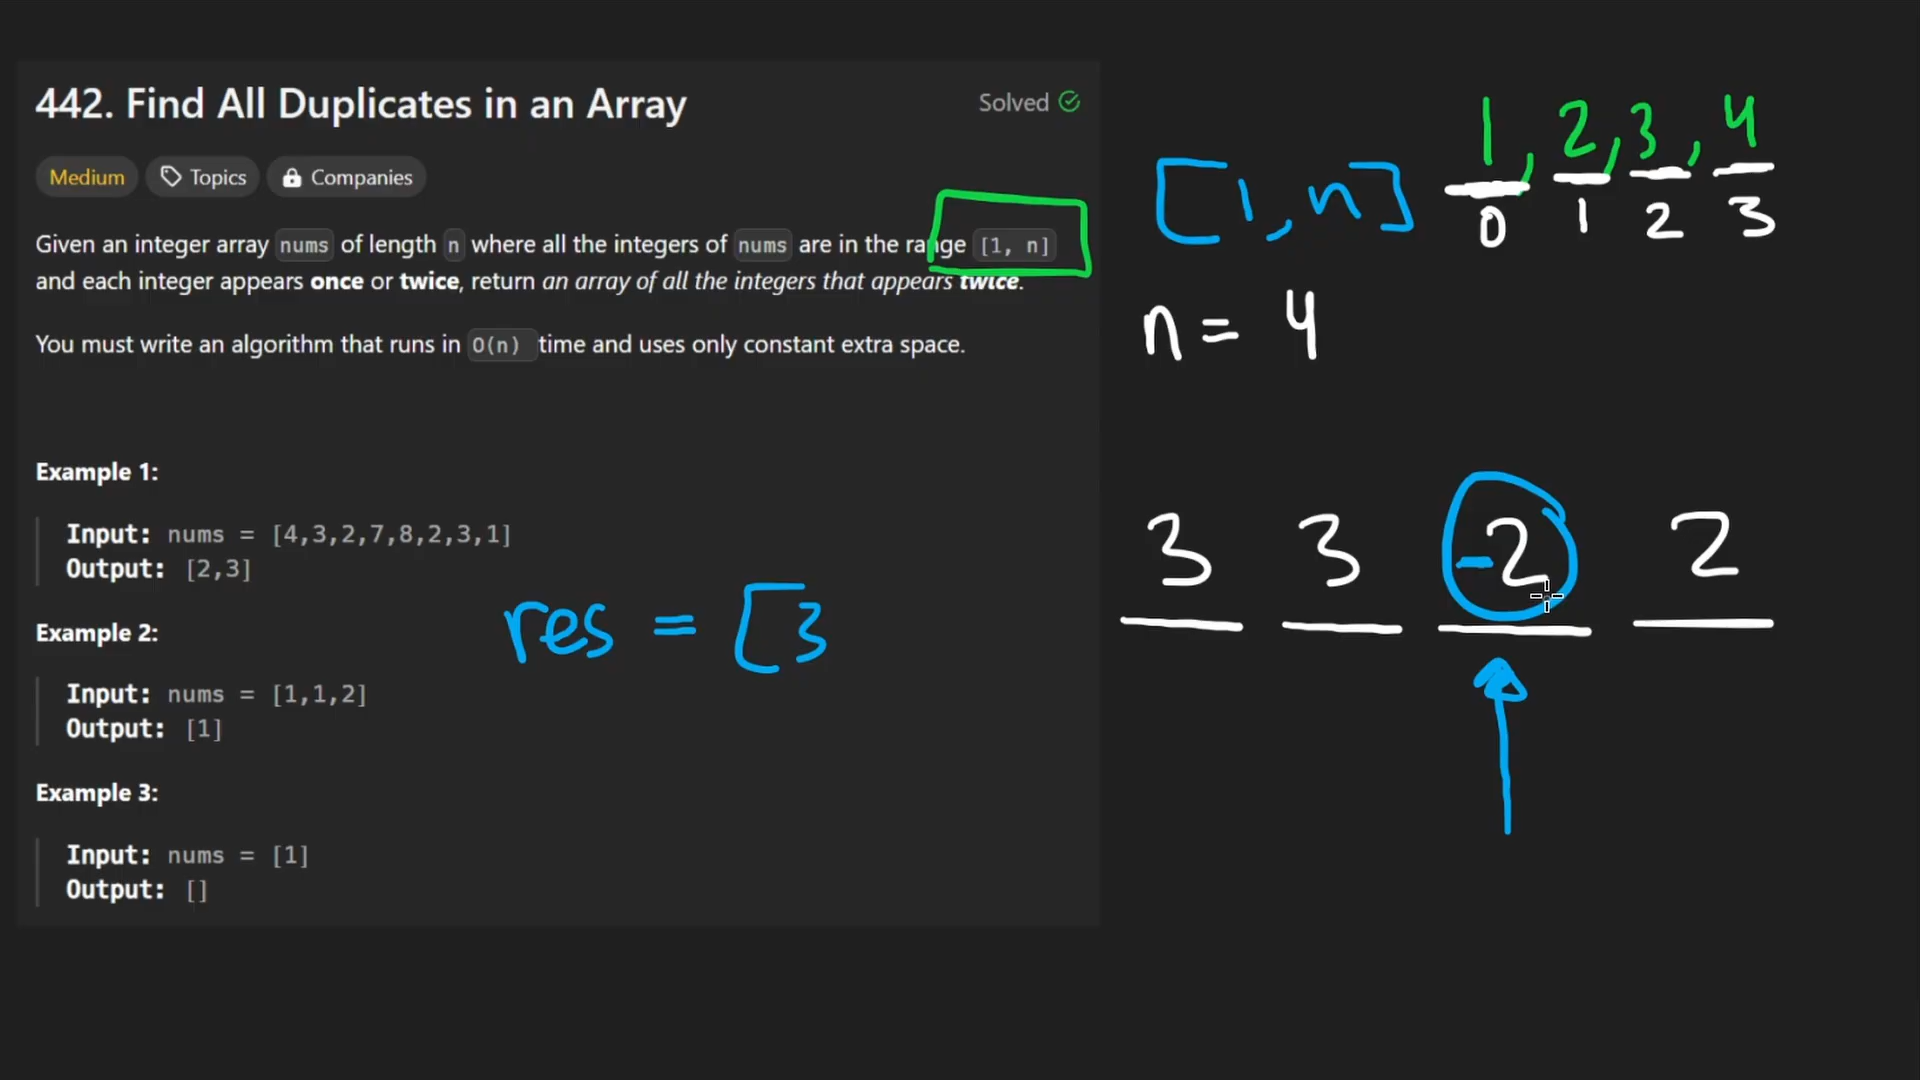 442. Find All Duplicates in an Array
Solved
Medium Topics Companies
Given an integer array nums of length n where all the integers of nums are in the range [1, n]
and each integer appears once or twice, return an array of all the integers that appears twice.
You must write an algorithm that runs in O(n) time and uses only constant extra space.
Example 1:
Input: nums = [4,3,2,7,8,2,3,1]
Output: [2,3]
Example 2:
Input: nums = [1,1,2]
Output: [1]
Example 3:
Input: nums = [1]
Output: []
res = [3
[1,n]
1, 2, 3, 4
0 1 2 3
n = 4
3 3 -2 2